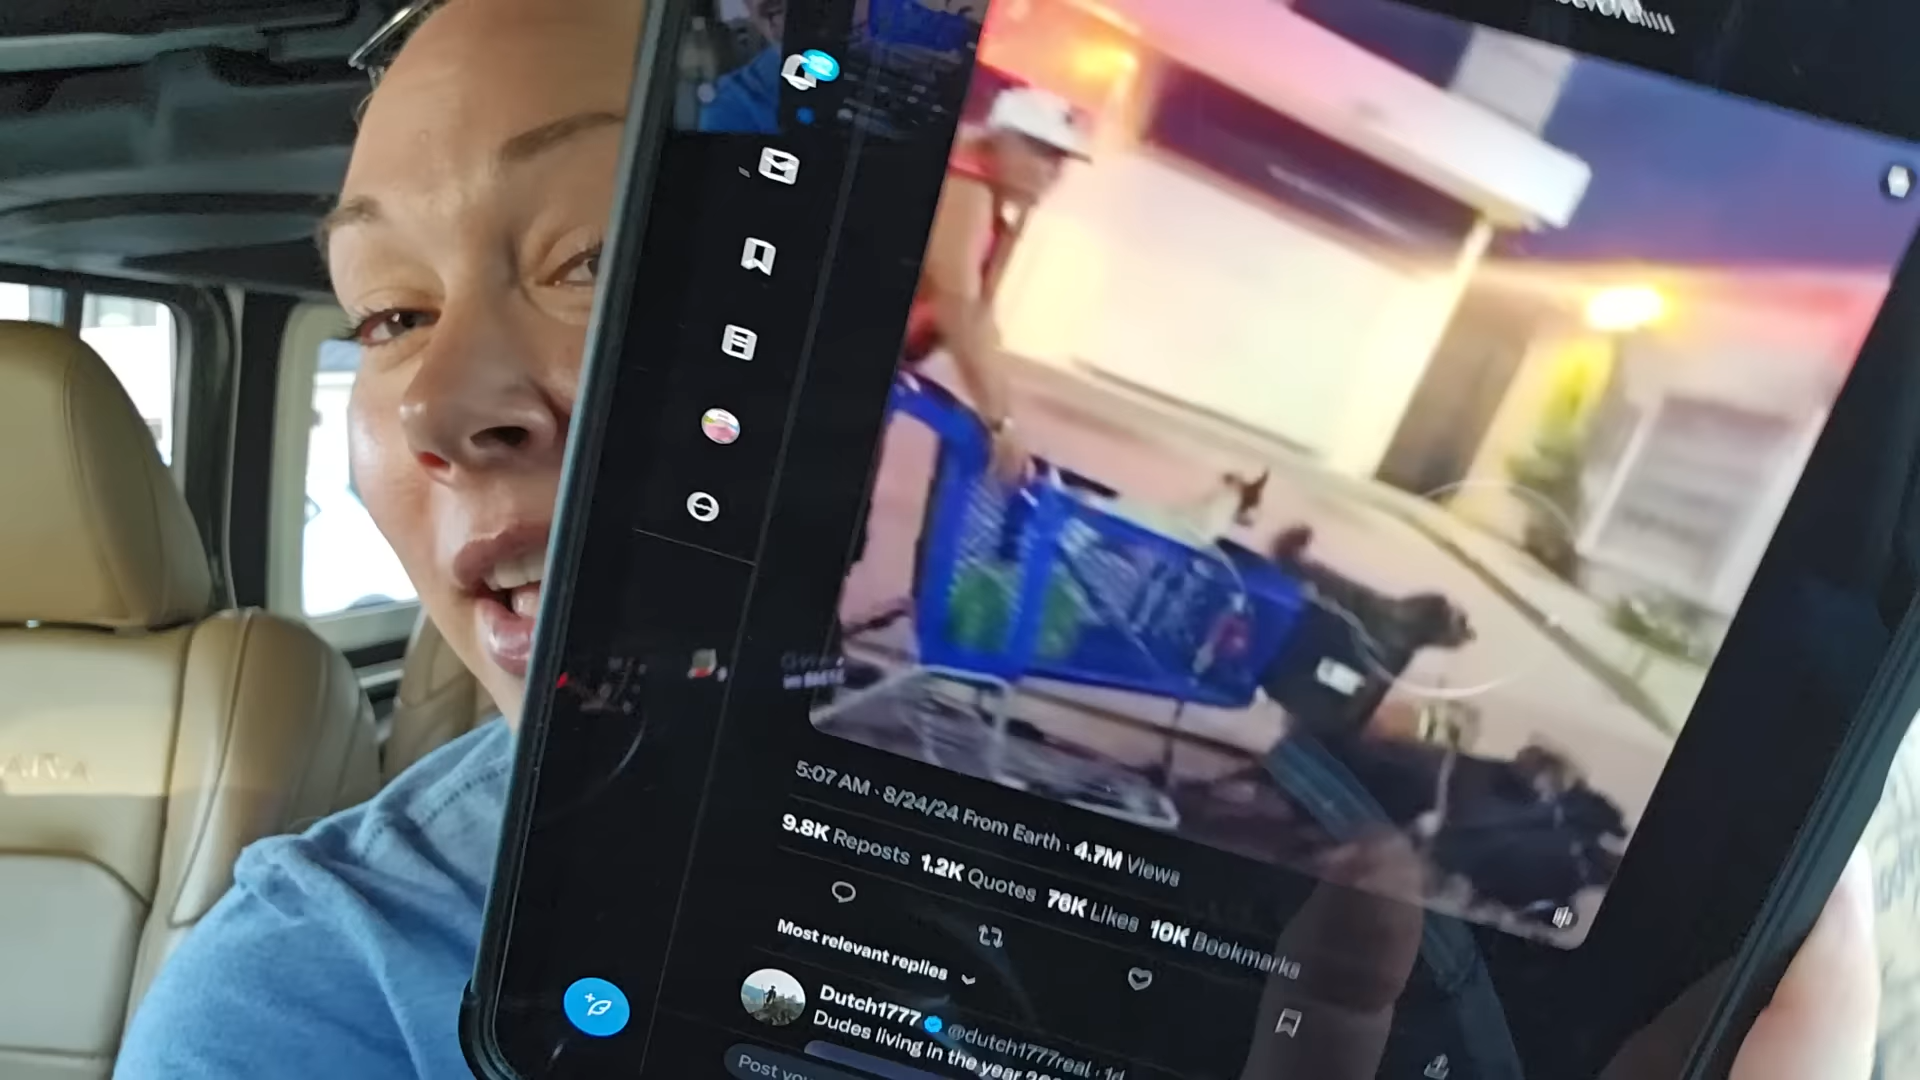 5:07 AM · 8/24/24 From Earth · 4.7M Views
9.8K Reposts 1.2K Quotes 76K Likes 10K Bookmarks
Most relevant replies
Dutch1777 @dutch1777real · 1d
Dudes living in the year
Post